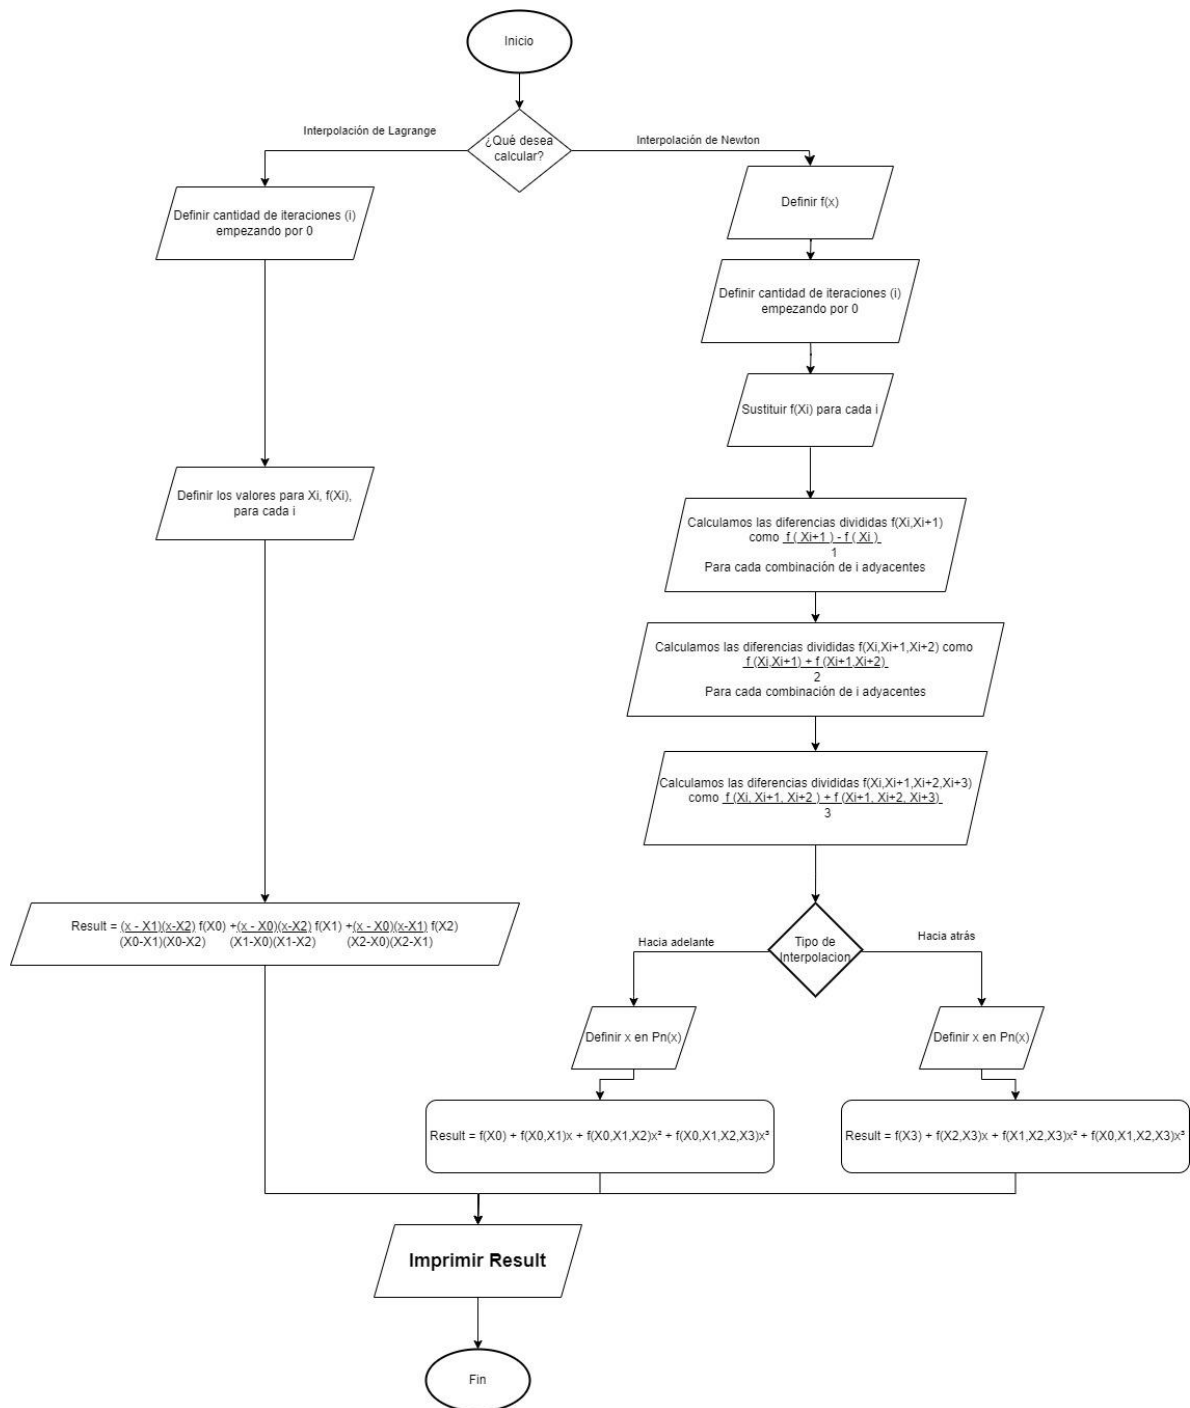 Inicio
¿Qué desea
calcular?
Interpolación de Lagrange
Interpolación de Newton
Definir cantidad de iteraciones (i)
empezando por 0
Definir los valores para Xi, f(Xi),
para cada i
Result = (x - X1)(x-X2) f(X0) +(x - X0)(x-X2) f(X1) +(x - X0)(x-X1) f(X2)
(X0-X1)(X0-X2) (X1-X0)(X1-X2) (X2-X0)(X2-X1)
Definir f(x)
Definir cantidad de iteraciones (i)
empezando por 0
Sustituir f(Xi) para cada i
Calculamos las diferencias divididas f(Xi,Xi+1)
como f ( Xi+1 ) - f ( Xi )
1
Para cada combinación de i adyacentes
Calculamos las diferencias divididas f(Xi,Xi+1,Xi+2) como
f (Xi,Xi+1) + f (Xi+1,Xi+2)
2
Para cada combinación de i adyacentes
Calculamos las diferencias divididas f(Xi,Xi+1,Xi+2,Xi+3)
como f (Xi, Xi+1, Xi+2 ) + f (Xi+1, Xi+2, Xi+3)
3
Tipo de
Interpolacion
Hacia adelante
Hacia atrás
Definir x en Pn(x)
Definir x en Pn(x)
Result = f(X0) + f(X0,X1)x + f(X0,X1,X2)x² + f(X0,X1,X2,X3)x³
Result = f(X3) + f(X2,X3)x + f(X1,X2,X3)x² + f(X0,X1,X2,X3)x³
Imprimir Result
Fin